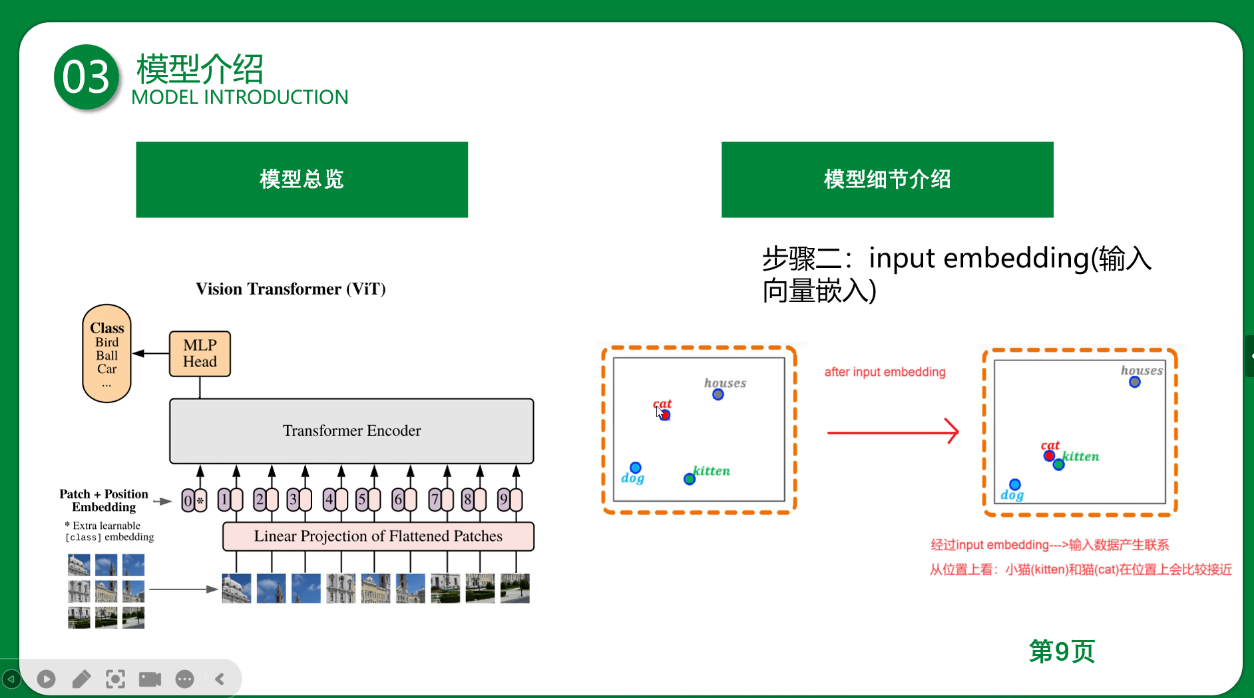 03
模型介绍
MODEL INTRODUCTION
模型总览
模型细节介绍
步骤二：input embedding(输入
向量嵌入)
Vision Transformer (ViT)
Class
Bird
Ball
Car
...
MLP
Head
Transformer Encoder
Patch + Position
Embedding
* Extra learnable
[class] embedding
0 * 1 2 3 4 5 6 7 8 9
Linear Projection of Flattened Patches
houses
cat
kitten
dog
after input embedding
houses
cat
kitten
dog
经过input embedding--->输入数据产生联系
从位置上看：小猫(kitten)和猫(cat)在位置上会比较接近
第9页